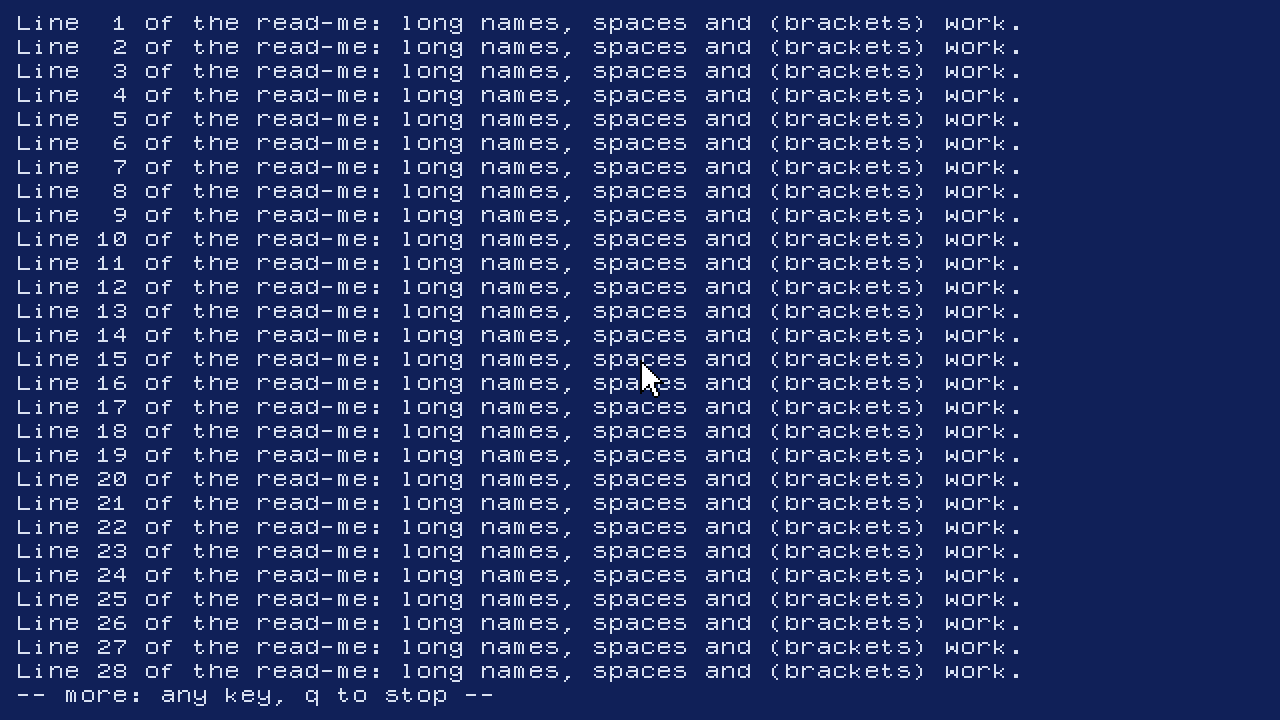 Line  1 of the read-me: long names, spaces and (brackets) work.
Line  2 of the read-me: long names, spaces and (brackets) work.
Line  3 of the read-me: long names, spaces and (brackets) work.
Line  4 of the read-me: long names, spaces and (brackets) work.
Line  5 of the read-me: long names, spaces and (brackets) work.
Line  6 of the read-me: long names, spaces and (brackets) work.
Line  7 of the read-me: long names, spaces and (brackets) work.
Line  8 of the read-me: long names, spaces and (brackets) work.
Line  9 of the read-me: long names, spaces and (brackets) work.
Line 10 of the read-me: long names, spaces and (brackets) work.
Line 11 of the read-me: long names, spaces and (brackets) work.
Line 12 of the read-me: long names, spaces and (brackets) work.
Line 13 of the read-me: long names, spaces and (brackets) work.
Line 14 of the read-me: long names, spaces and (brackets) work.
Line 15 of the read-me: long names, spaces and (brackets) work.
Line 16 of the read-me: long names, spaces and (brackets) work.
Line 17 of the read-me: long names, spaces and (brackets) work.
Line 18 of the read-me: long names, spaces and (brackets) work.
Line 19 of the read-me: long names, spaces and (brackets) work.
Line 20 of the read-me: long names, spaces and (brackets) work.
Line 21 of the read-me: long names, spaces and (brackets) work.
Line 22 of the read-me: long names, spaces and (brackets) work.
Line 23 of the read-me: long names, spaces and (brackets) work.
Line 24 of the read-me: long names, spaces and (brackets) work.
Line 25 of the read-me: long names, spaces and (brackets) work.
Line 26 of the read-me: long names, spaces and (brackets) work.
Line 27 of the read-me: long names, spaces and (brackets) work.
Line 28 of the read-me: long names, spaces and (brackets) work.
-- more: any key, q to stop --